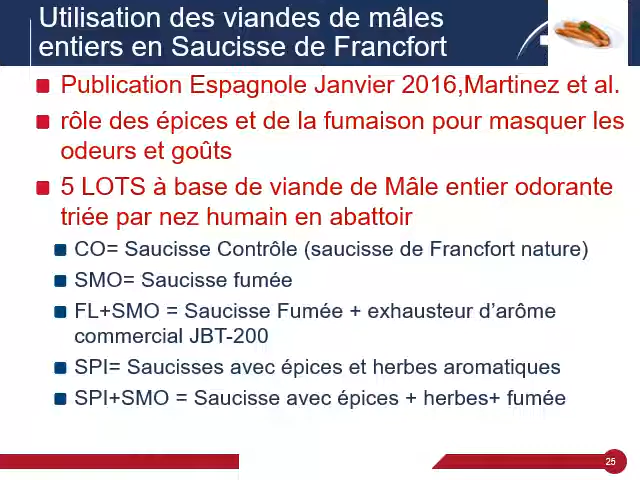 Utilisation des viandes de mâles
entiers en Saucisse de Francfort
Publication Espagnole Janvier 2016,Martinez et al.
rôle des épices et de la fumaison pour masquer les
odeurs et goûts
5 LOTS à base de viande de Mâle entier odorante
triée par nez humain en abattoir
CO= Saucisse Contrôle (saucisse de Francfort nature)
SMO= Saucisse fumée
FL+SMO = Saucisse Fumée + exhausteur d’arôme
commercial JBT-200
SPI= Saucisses avec épices et herbes aromatiques
SPI+SMO = Saucisse avec épices + herbes+ fumée
25